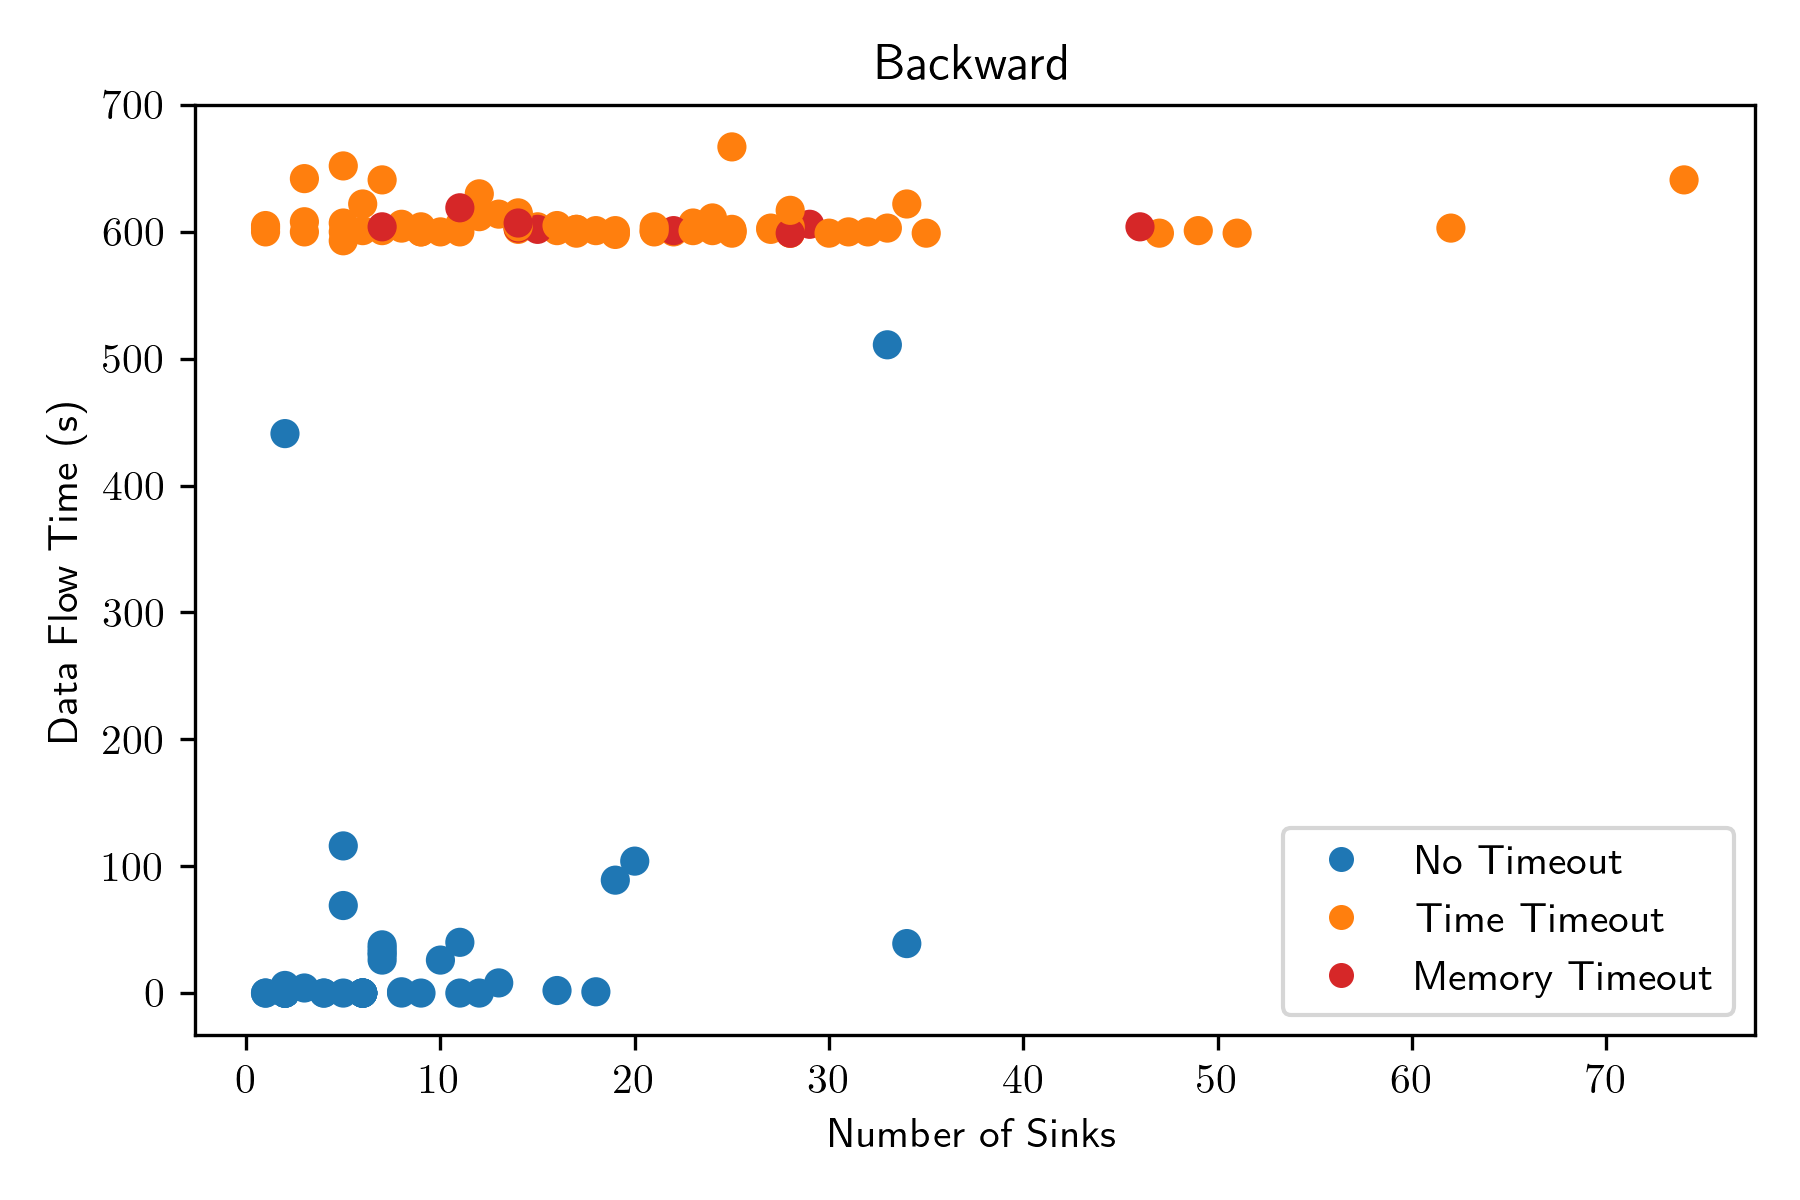 Backward
700
600
500
400
300
200
100
0
Data Flow Time (s)
No Timeout
Time Timeout
Memory Timeout
0 10 20 30 40 50 60 70
Number of Sinks